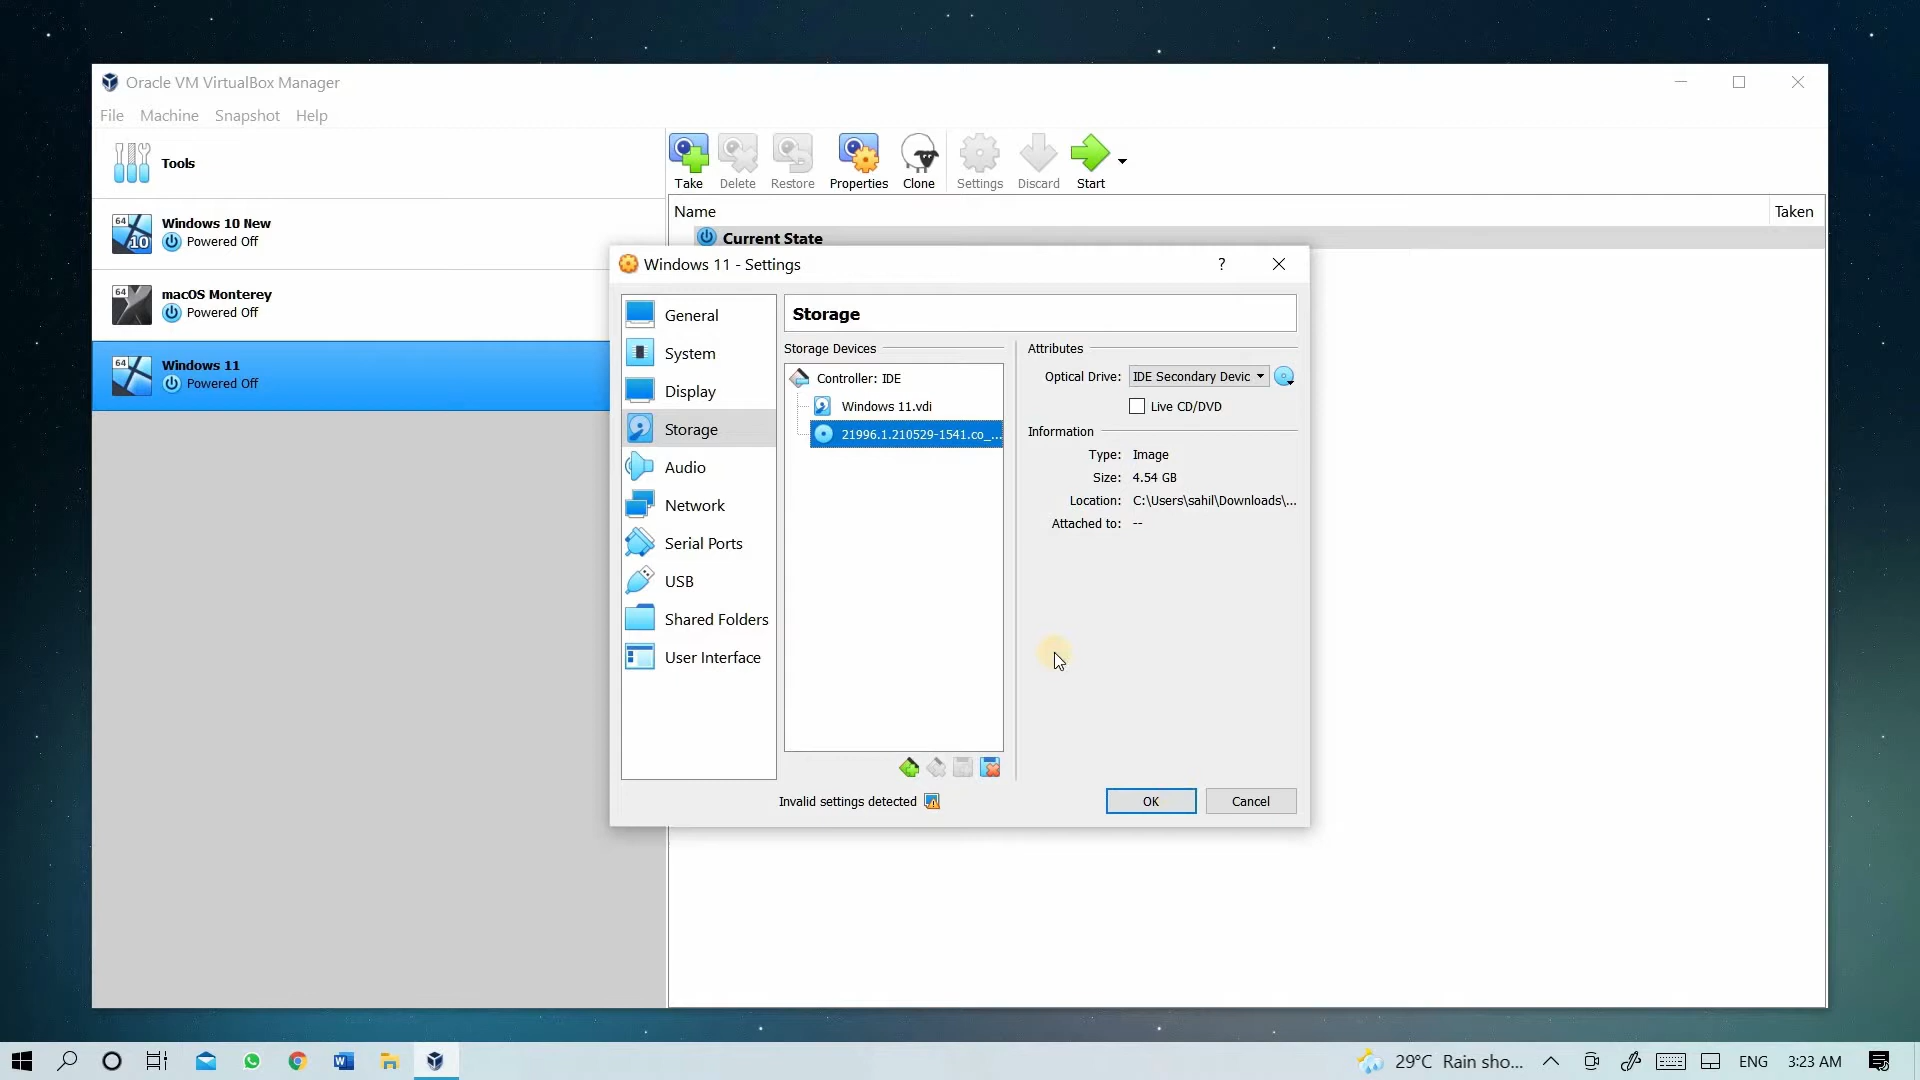 Oracle VM VirtualBox Manager
File Machine Snapshot Help
Tools
Take Delete Restore Properties Clone Settings Discard Start
Name Taken
64 10 Windows 10 New
Powered Off
Current State
64 macOS Monterey
Powered Off
64 Windows 11
Powered Off
Windows 11 - Settings ?
General
System
Display
Storage
Audio
Network
Serial Ports
USB
Shared Folders
User Interface
Storage
Storage Devices
Controller: IDE
Windows 11.vdi
21996.1.210529-1541.co_...
Attributes
Optical Drive: IDE Secondary Devic
Live CD/DVD
Information
Type: Image
Size: 4.54 GB
Location: C:\Users\sahil\Downloads\...
Attached to: --
Invalid settings detected
OK Cancel
29°C Rain sho... ENG 3:23 AM